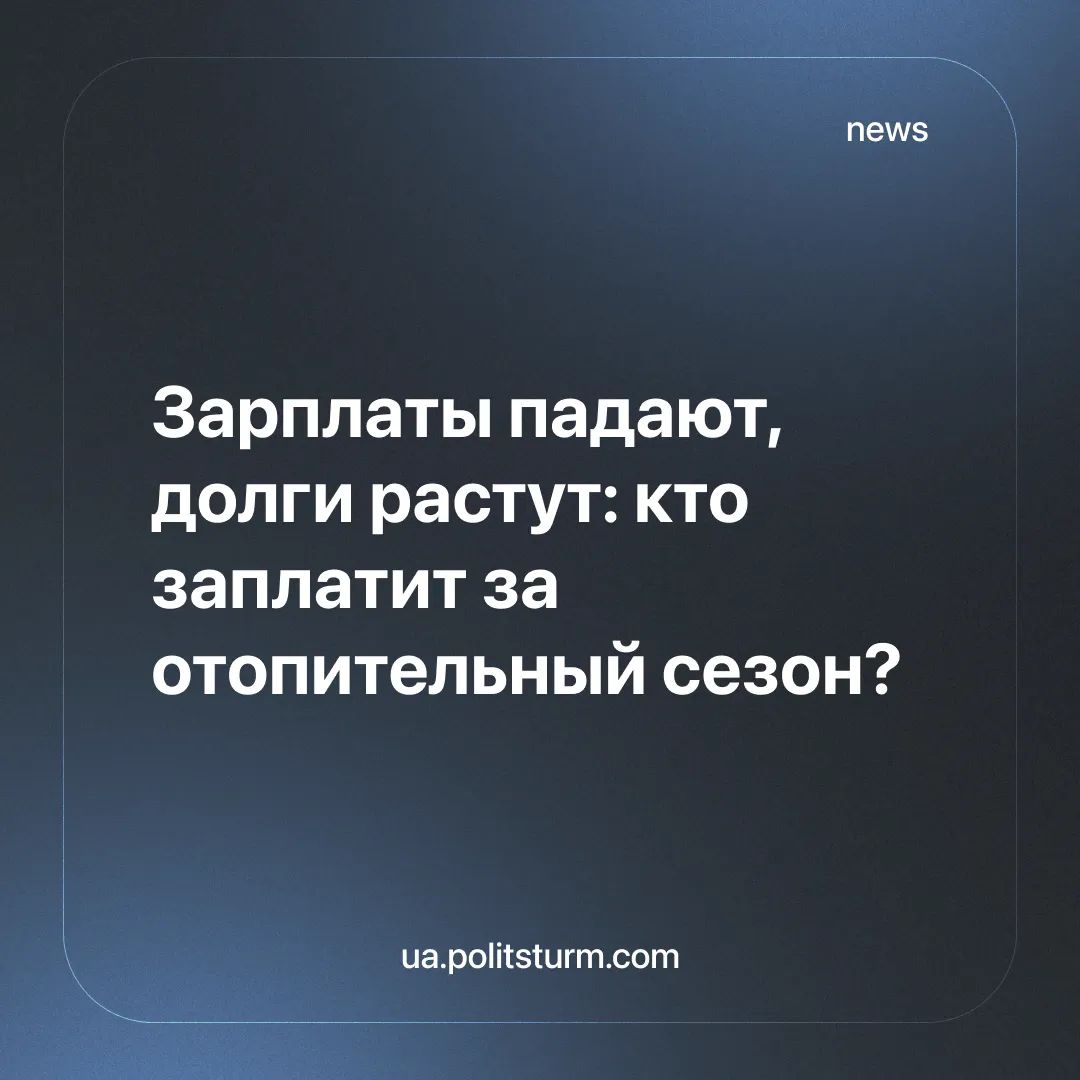 news
Зарплаты падают,
долги растут: кто
заплатит за
отопительный сезон?
ua.politsturm.com